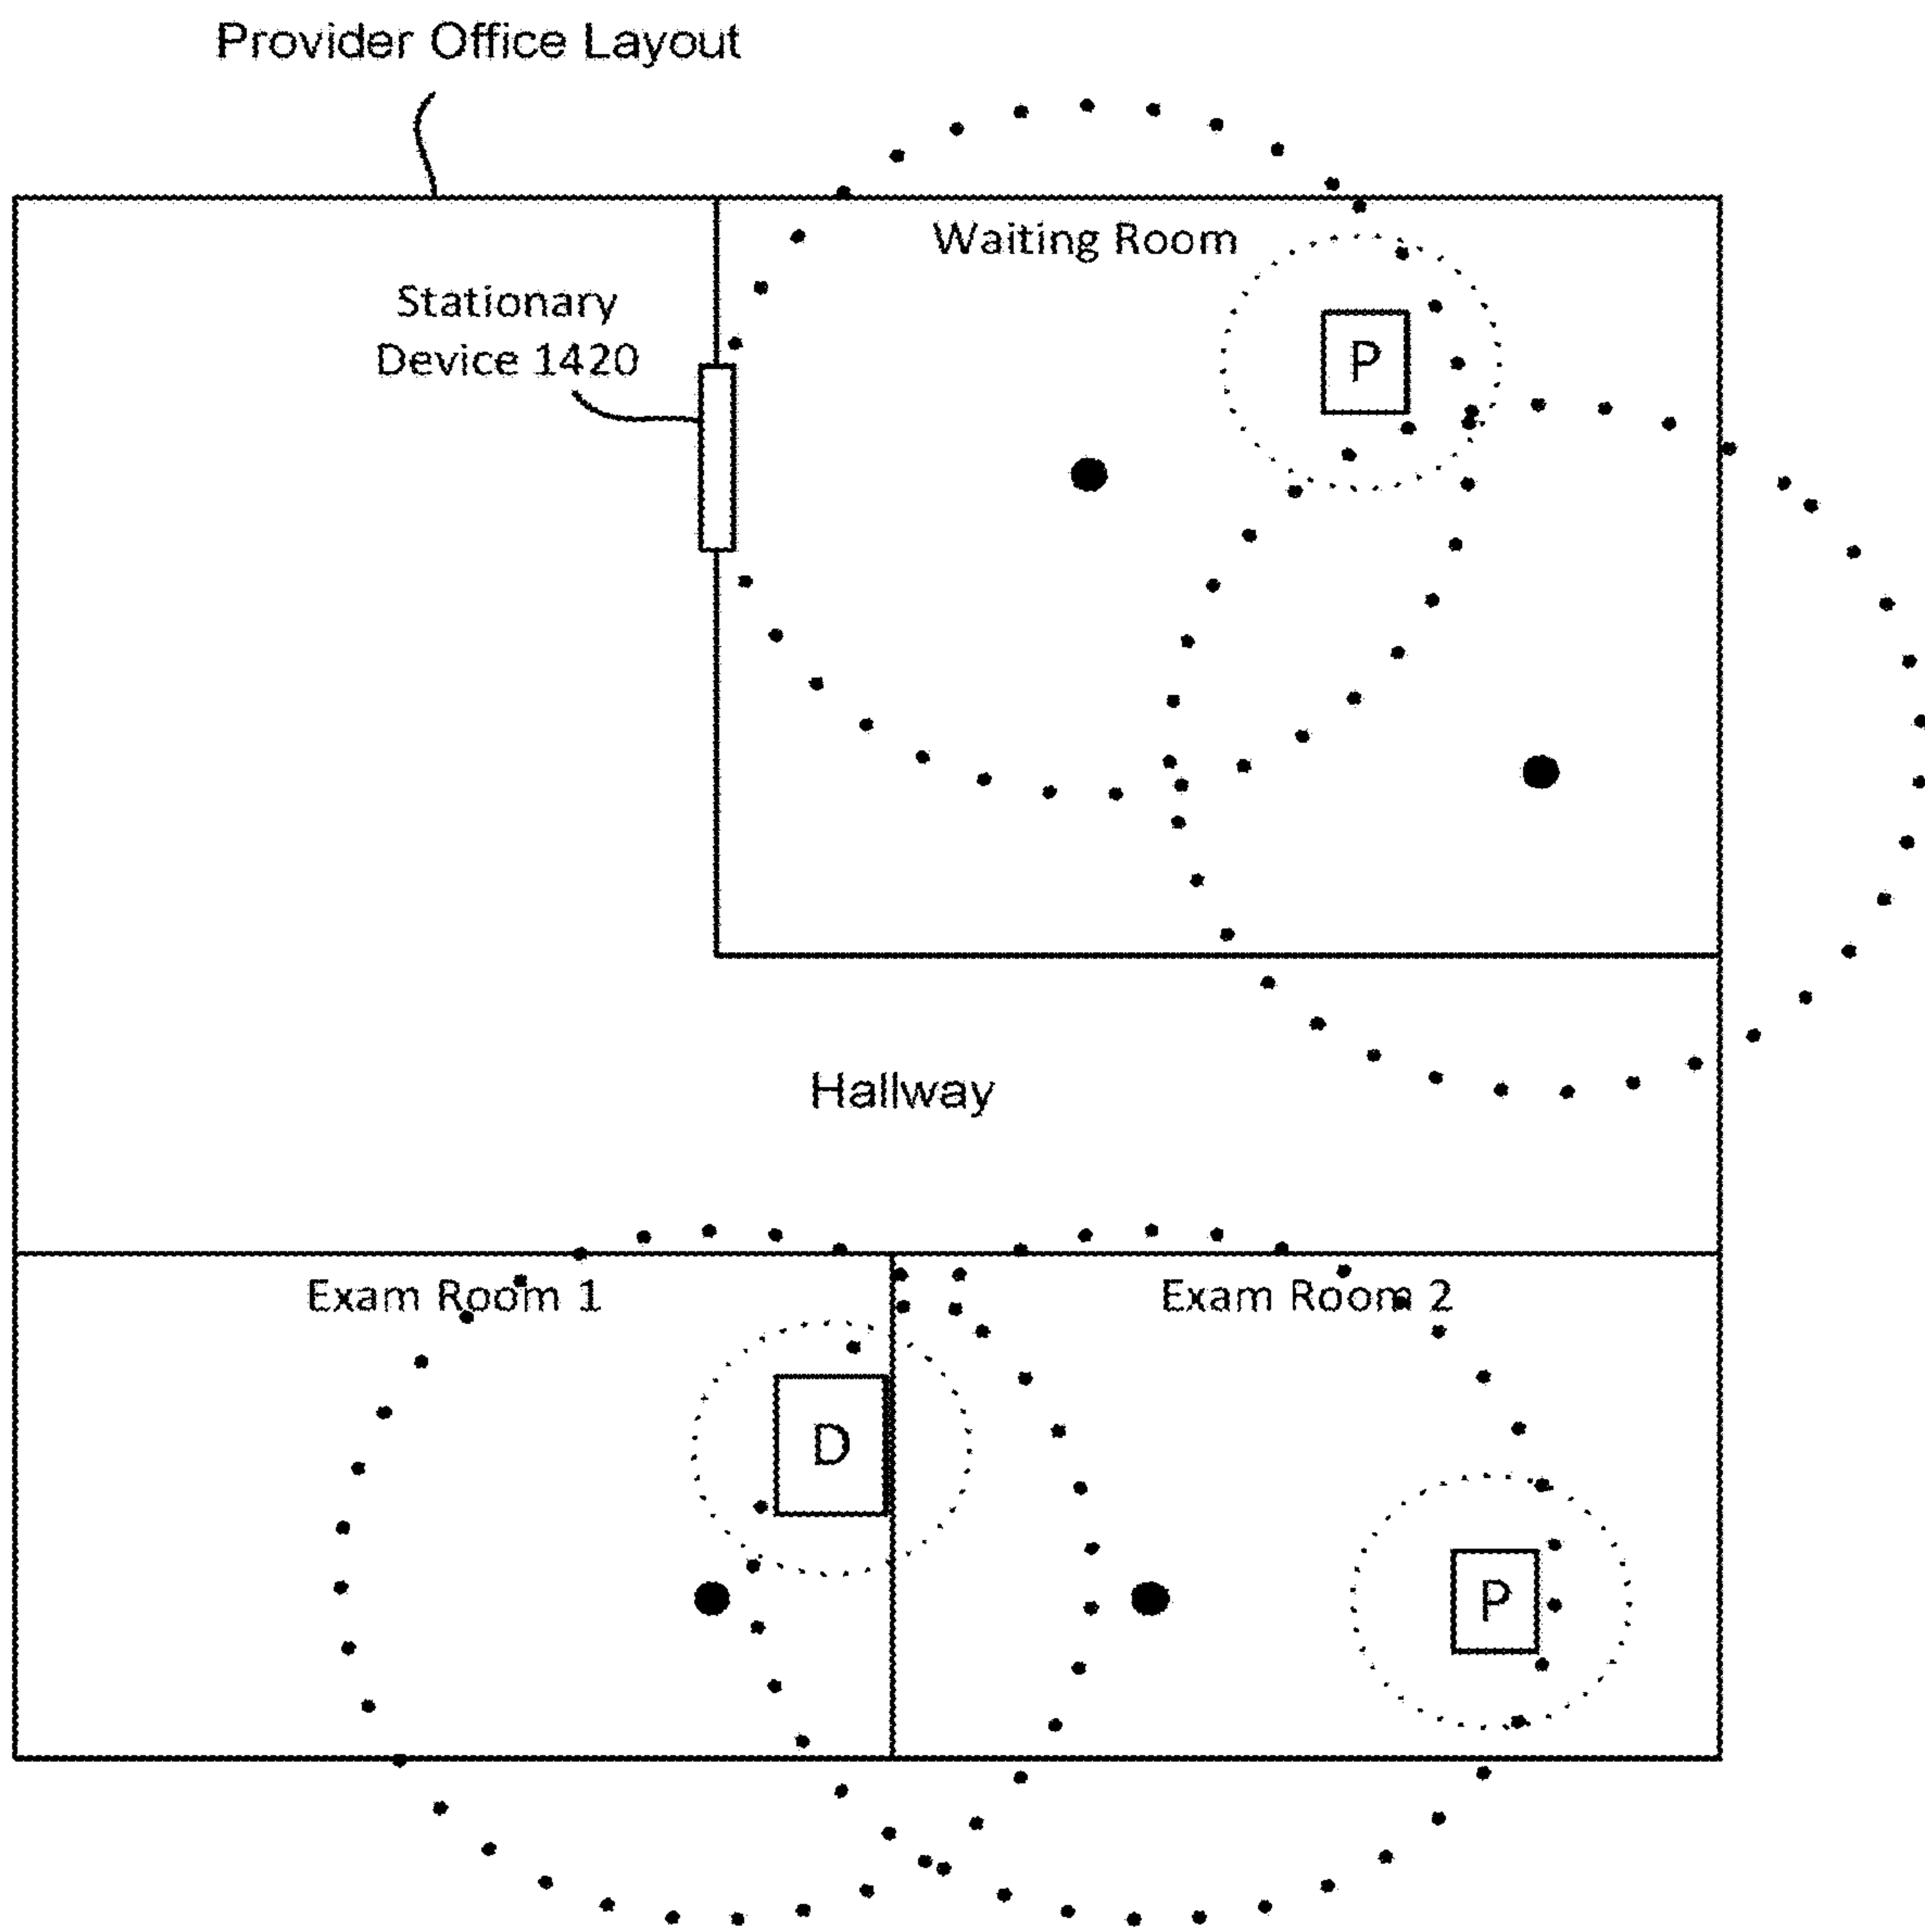 Provider Office Layout
Waiting Room
Stationary
Device 1420
P
Hallway
Exam Room 1
Exam Room 2
D
P